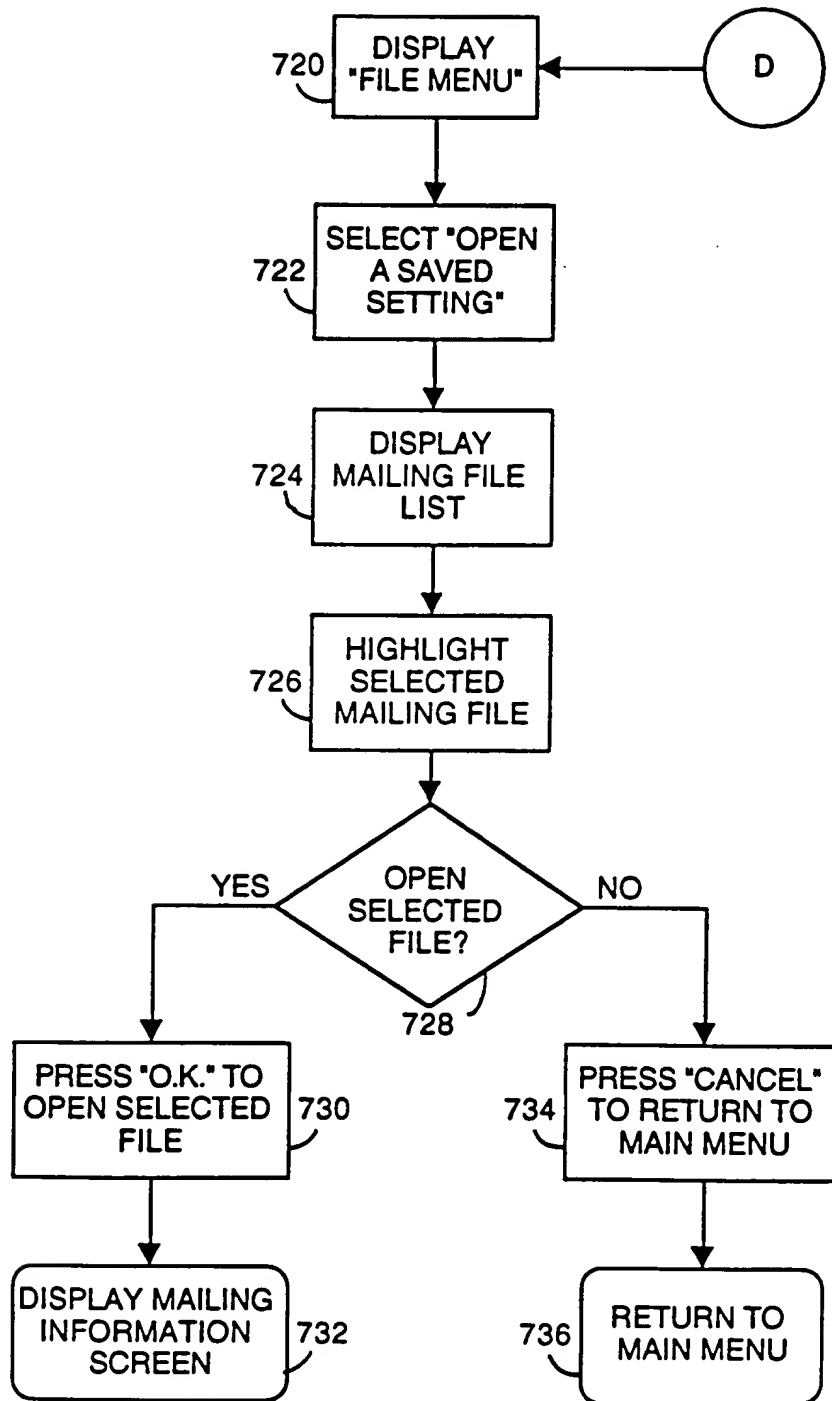 DISPLAY
"FILE MENU"
720
D
SELECT "OPEN
A SAVED
SETTING"
722
DISPLAY
MAILING FILE
LIST
724
HIGHLIGHT
SELECTED
MAILING FILE
726
OPEN
SELECTED
FILE?
YES
NO
728
PRESS "O.K." TO
OPEN SELECTED
FILE
730
PRESS "CANCEL"
TO RETURN TO
MAIN MENU
734
DISPLAY MAILING
INFORMATION
SCREEN
732
RETURN TO
MAIN MENU
736